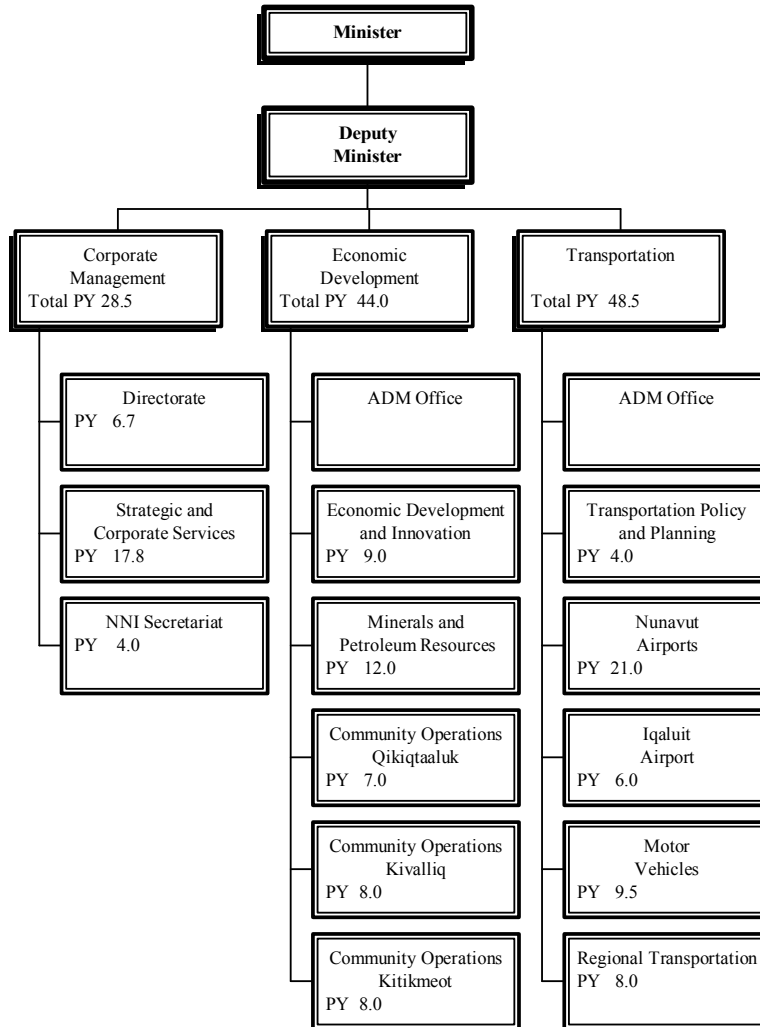 Minister
Deputy
Minister
Corporate
Management
Total PY 28.5
Directorate
PY 6.7
Strategic and
Corporate Services
PY 17.8
NNI Secretariat
PY 4.0
Economic
Development
Total PY 44.0
ADM Office
Economic Development
and Innovation
PY 9.0
Minerals and
Petroleum Resources
PY 12.0
Community Operations
Qikiqtaaluk
PY 7.0
Community Operations
Kivalliq
PY 8.0
Community Operations
Kitikmeot
PY 8.0
Transportation
Total PY 48.5
ADM Office
Transportation Policy
and Planning
PY 4.0
Nunavut
Airports
PY 21.0
Iqaluit
Airport
PY 6.0
Motor
Vehicles
PY 9.5
Regional Transportation
PY 8.0